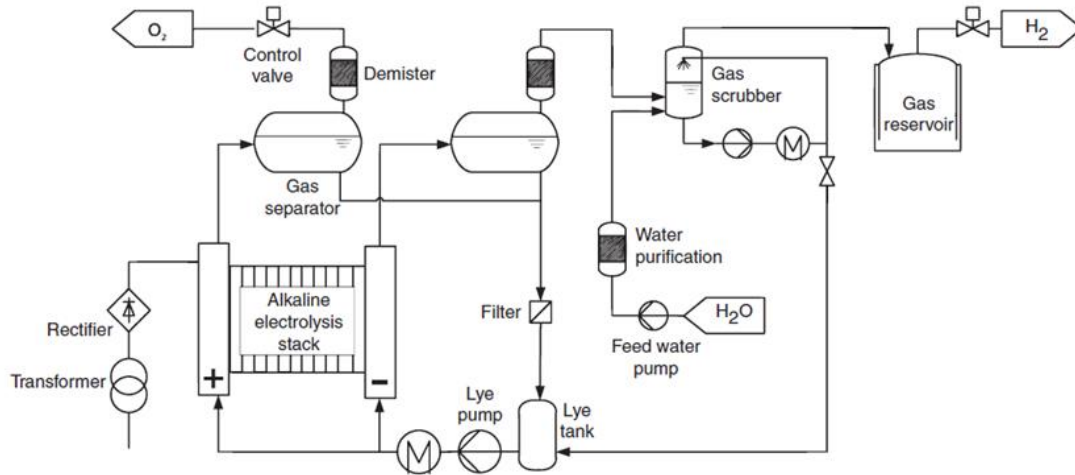 O₂
Control
valve
Demister
Gas
separator
Gas
scrubber
H₂
Gas
reservoir
Water
purification
H₂O
Feed water
pump
Filter
Rectifier
Transformer
Alkaline
electrolysis
stack
+
-
Lye
pump
Lye
tank